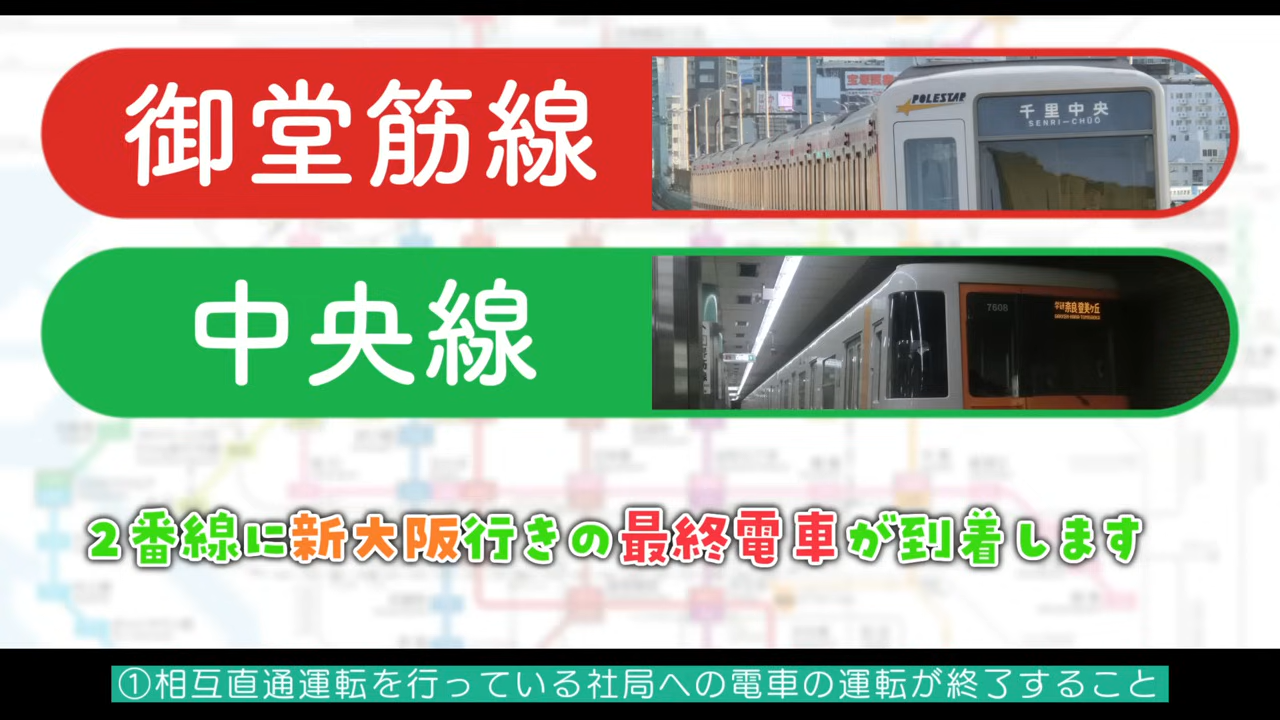 御堂筋線
POLESTAR
千里中央
SENRI-CHŪO
中央線
7608
学研奈良登美ヶ丘
2番線に新大阪行きの最終電車が到着します
①相互直通運転を行っている社局への電車の運転が終了すること